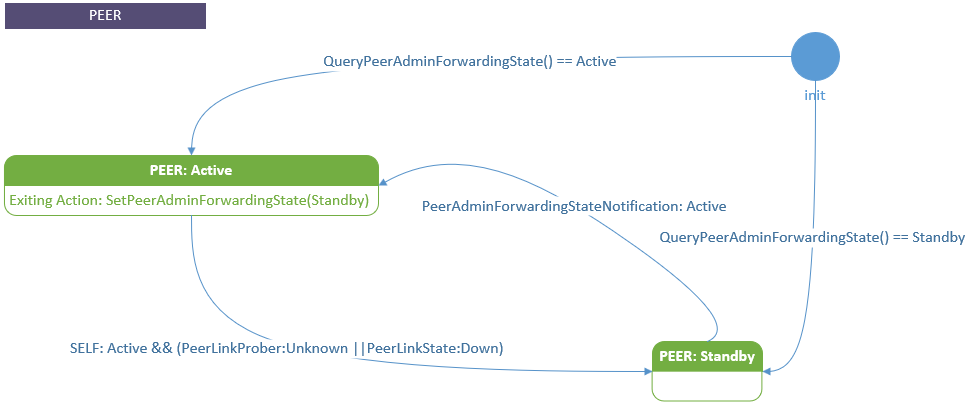 PEER
QueryPeerAdminForwardingState() == Active
init
PEER: Active
Exiting Action: SetPeerAdminForwardingState(Standby)
PeerAdminForwardingStateNotification: Active
QueryPeerAdminForwardingState() == Standby
SELF: Active && (PeerLinkProber:Unknown ||PeerLinkState:Down)
PEER: Standby